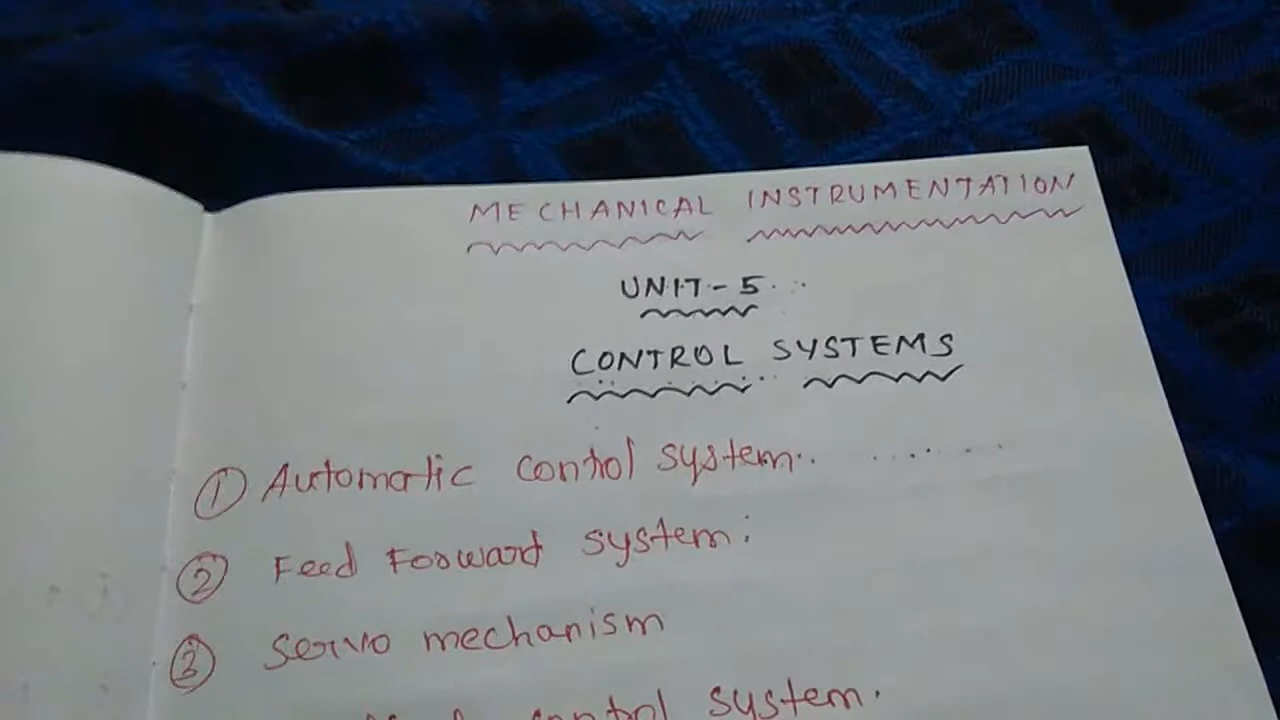 MECHANICAL INSTRUMENTATION
UNIT-5
CONTROL SYSTEMS
① Automatic control system..
② Feed Forward system:
③ Servo mechanism
control system.